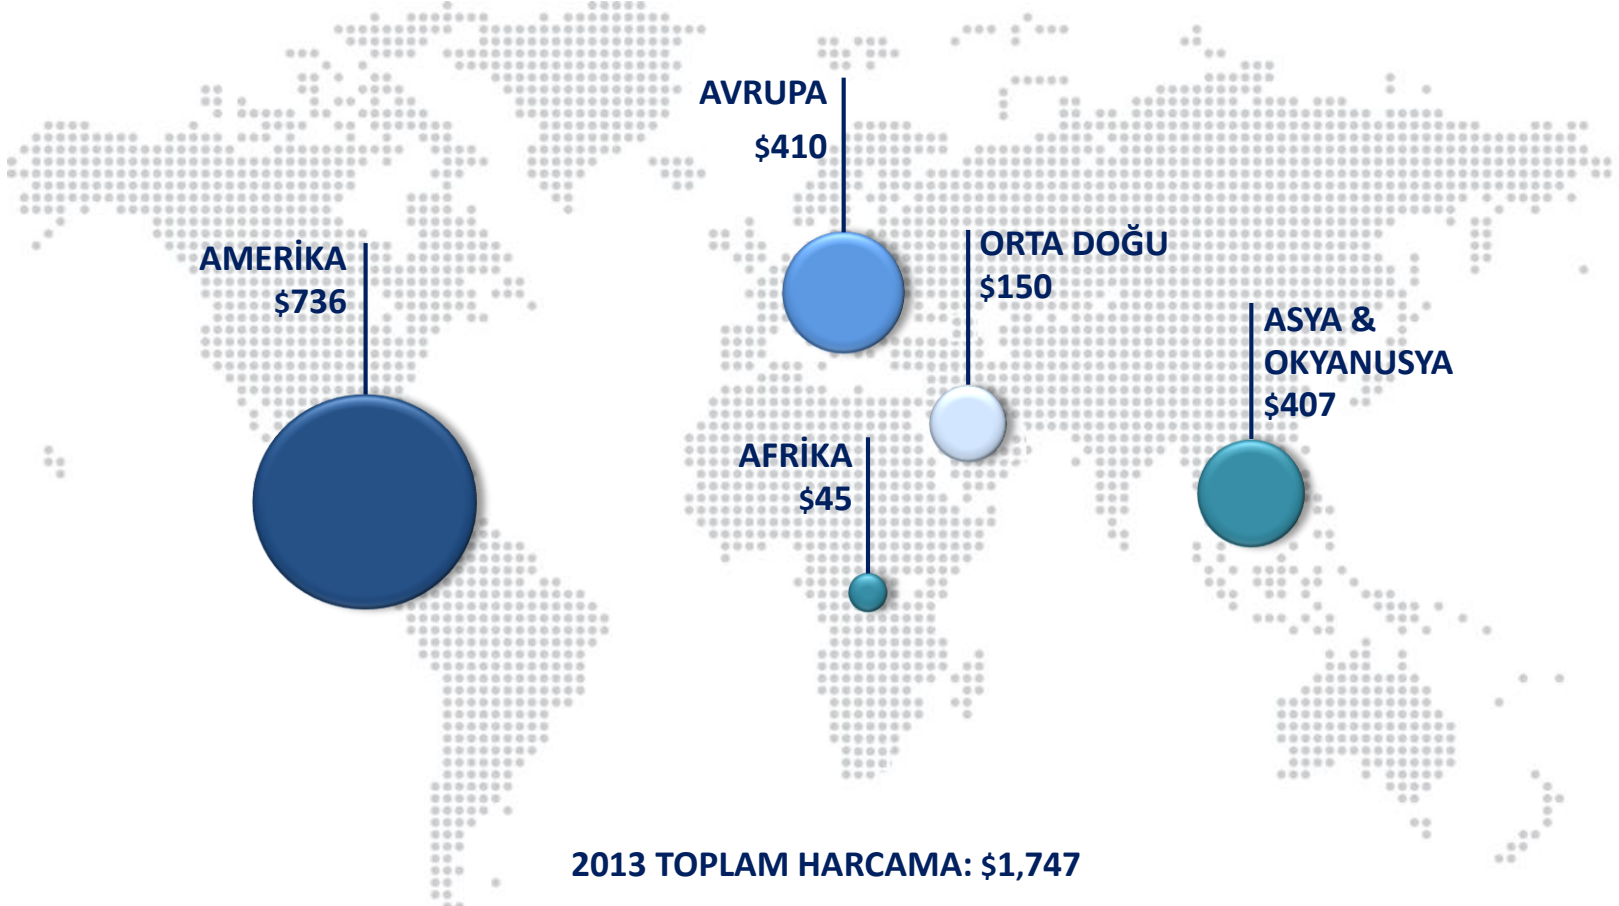 AVRUPA
$410
AMERİKA
$736
ORTA DOĞU
$150
ASYA &
OKYANUSYA
$407
AFRİKA
$45
2013 TOPLAM HARCAMA: $1,747